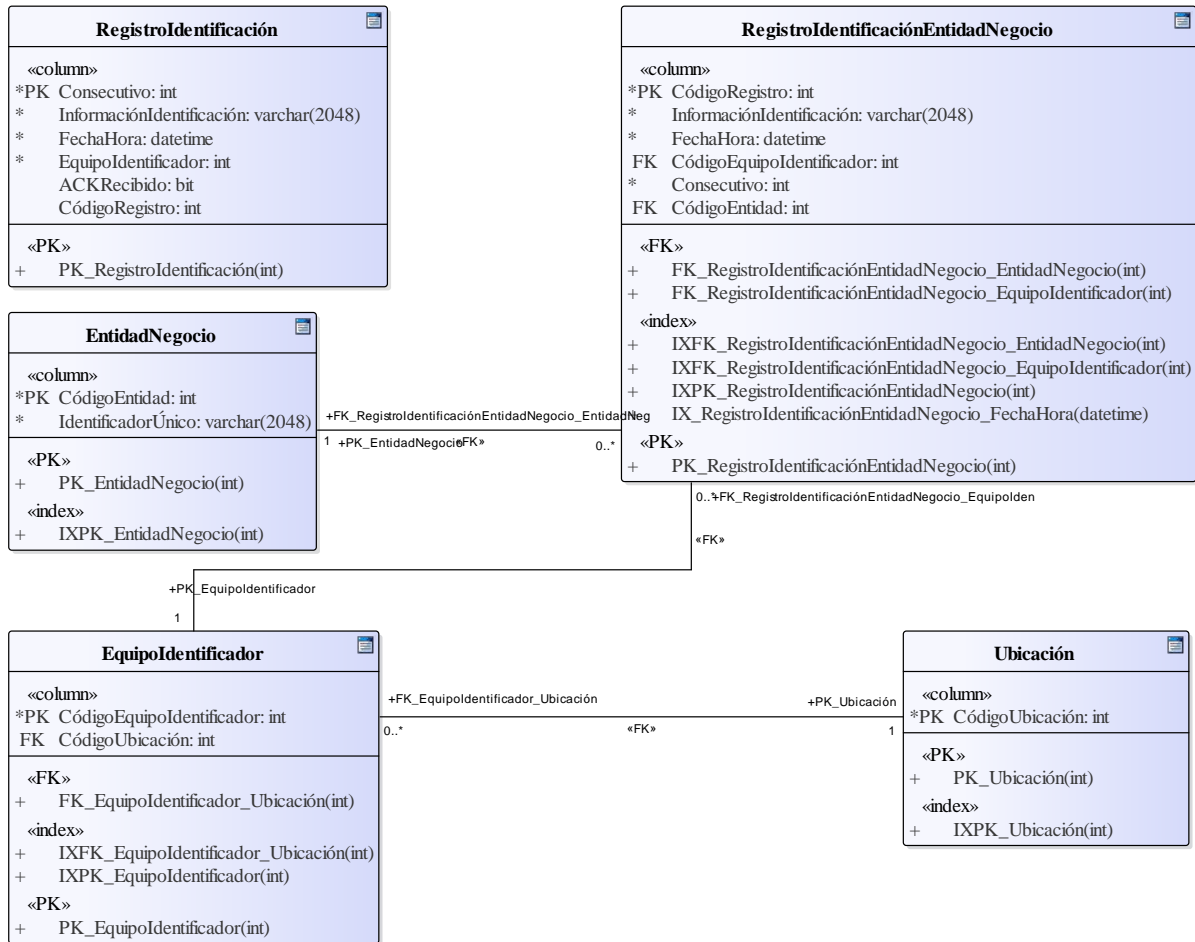 RegistroIdentificación
«column»
*PK Consecutivo: int
* InformaciónIdentificación: varchar(2048)
* FechaHora: datetime
* EquipoIdentificador: int
ACKRecibido: bit
CódigoRegistro: int
«PK»
+ PK_RegistroIdentificación(int)
RegistroIdentificaciónEntidadNegocio
«column»
*PK CódigoRegistro: int
* InformaciónIdentificación: varchar(2048)
* FechaHora: datetime
FK CódigoEquipoIdentificador: int
* Consecutivo: int
FK CódigoEntidad: int
«FK»
+ FK_RegistroIdentificaciónEntidadNegocio_EntidadNegocio(int)
+ FK_RegistroIdentificaciónEntidadNegocio_EquipoIdentificador(int)
«index»
+ IXFK_RegistroIdentificaciónEntidadNegocio_EntidadNegocio(int)
+ IXFK_RegistroIdentificaciónEntidadNegocio_EquipoIdentificador(int)
+ IXPK_RegistroIdentificaciónEntidadNegocio(int)
+ IX_RegistroIdentificaciónEntidadNegocio_FechaHora(datetime)
«PK»
+ PK_RegistroIdentificaciónEntidadNegocio(int)
EntidadNegocio
«column»
*PK CódigoEntidad: int
* IdentificadorÚnico: varchar(2048)
«PK»
+ PK_EntidadNegocio(int)
«index»
+ IXPK_EntidadNegocio(int)
+FK_RegistroIdentificaciónEntidadNegocio_EntidadNeg
1 +PK_EntidadNegocio «FK» 0..*
0..* +FK_RegistroIdentificaciónEntidadNegocio_EquipoIden
«FK»
+PK_EquipoIdentificador
1
EquipoIdentificador
«column»
*PK CódigoEquipoIdentificador: int
FK CódigoUbicación: int
«FK»
+ FK_EquipoIdentificador_Ubicación(int)
«index»
+ IXFK_EquipoIdentificador_Ubicación(int)
+ IXPK_EquipoIdentificador(int)
«PK»
+ PK_EquipoIdentificador(int)
+FK_EquipoIdentificador_Ubicación +PK_Ubicación
0..* «FK» 1
Ubicación
«column»
*PK CódigoUbicación: int
«PK»
+ PK_Ubicación(int)
«index»
+ IXPK_Ubicación(int)